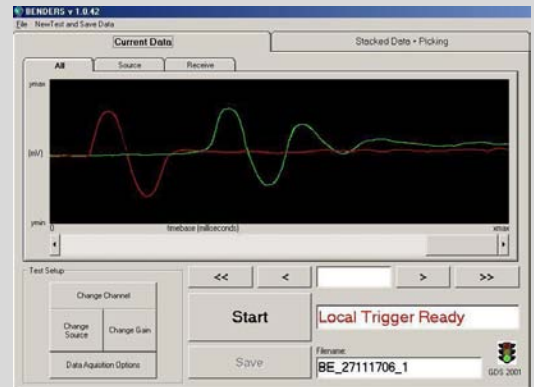 BENDERS v 1.0.42
File NewTest and Save Data
Current Data
Stacked Data + Picking
All
Source
Receive
ymax
(mV)
ymin
0
timebase (milliseconds)
xmax
Test Setup:
Change Channel
Change Source
Change Gain
Data Aquistion Options
<<
<
>
>>
Start
Local Trigger Ready
Save
Filename:
BE_27111706_1
GDS 2001